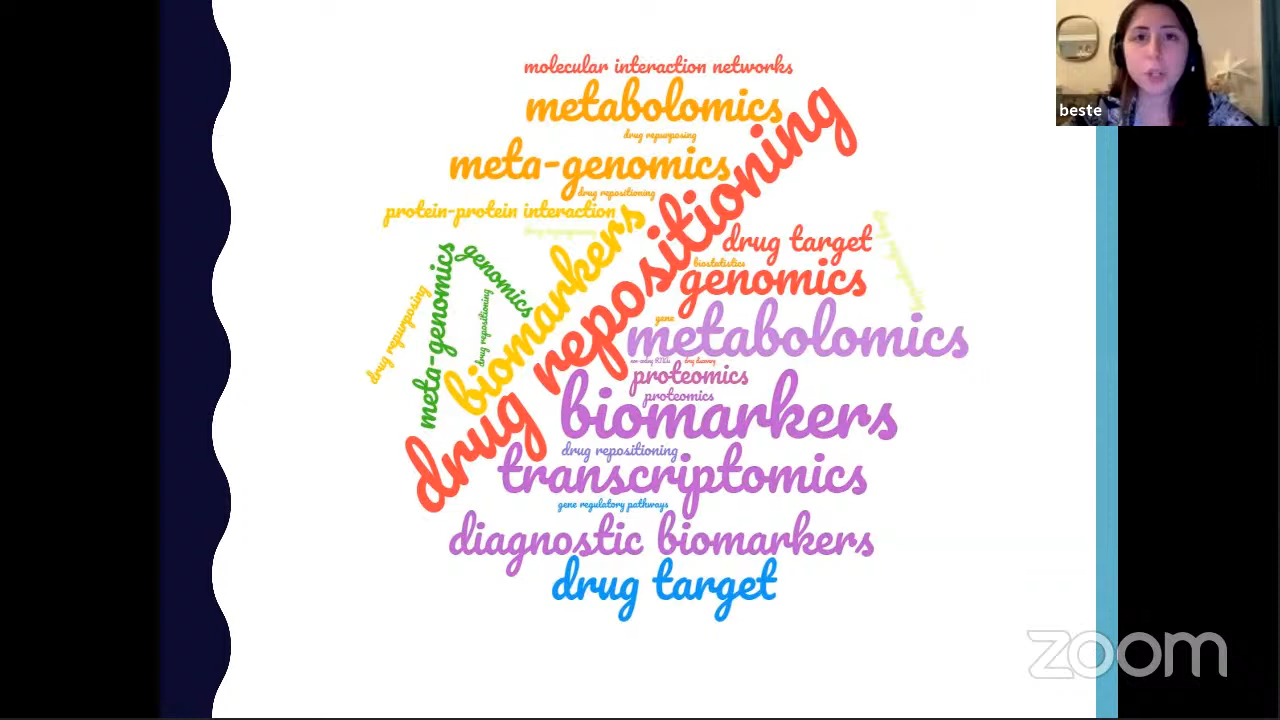 beste
molecular interaction networks
metabolomics
drug repurposing
meta-genomics
drug repositioning
protein-protein interaction
drug repositioning
drug target
biostatistics
genomics
biomarkers
genomics
meta-genomics
drug repurposing
drug repositioning
gene
metabolomics
drug discovery
proteomics
proteomics
biomarkers
drug repositioning
transcriptomics
gene regulatory pathways
diagnostic biomarkers
drug target
zoom